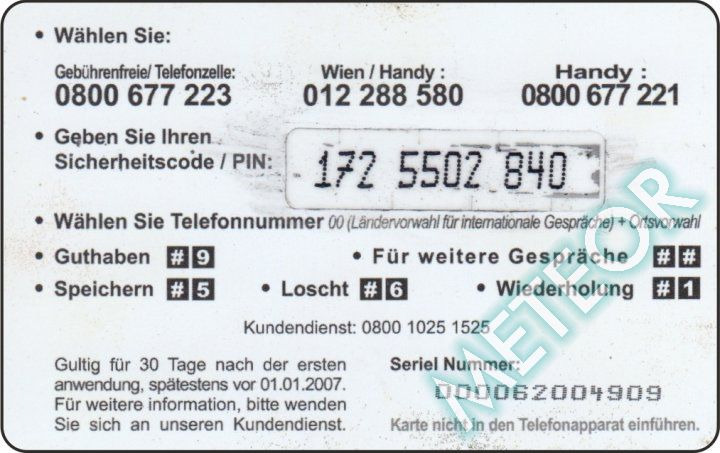 • Wählen Sie:
Gebührenfreie/ Telefonzelle: Wien / Handy : Handy :
0800 677 223 012 288 580 0800 677 221
• Geben Sie Ihren
Sicherheitscode / PIN: 172 5502 840
• Wählen Sie Telefonnummer 00 (Ländervorwahl für internationale Gespräche) + Ortsvorwahl
• Guthaben #9 • Für weitere Gespräche ##
• Speichern #5 • Loscht #6 • Wiederholung #1
Kundendienst: 0800 1025 1525
Gultig für 30 Tage nach der ersten
anwendung, spätestens vor 01.01.2007.
Für weitere information, bitte wenden
Sie sich an unseren Kundendienst.
Seriel Nummer:
000062004909
Karte nicht in den Telefonapparat einführen.
METEOR